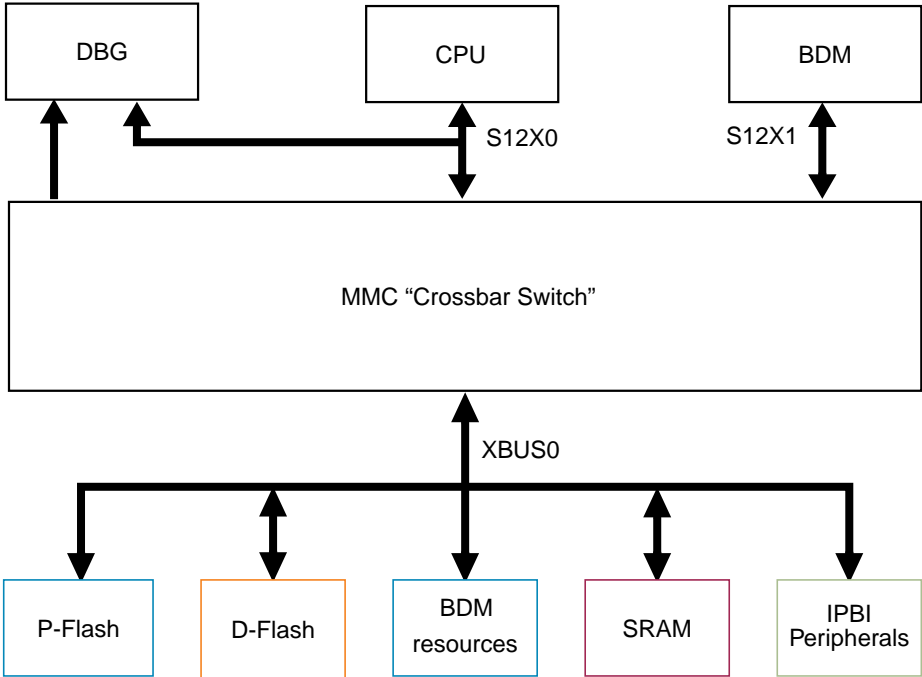 DBG
CPU
BDM
S12X0
S12X1
MMC “Crossbar Switch”
XBUS0
P-Flash
D-Flash
BDM
resources
SRAM
IPBI
Peripherals